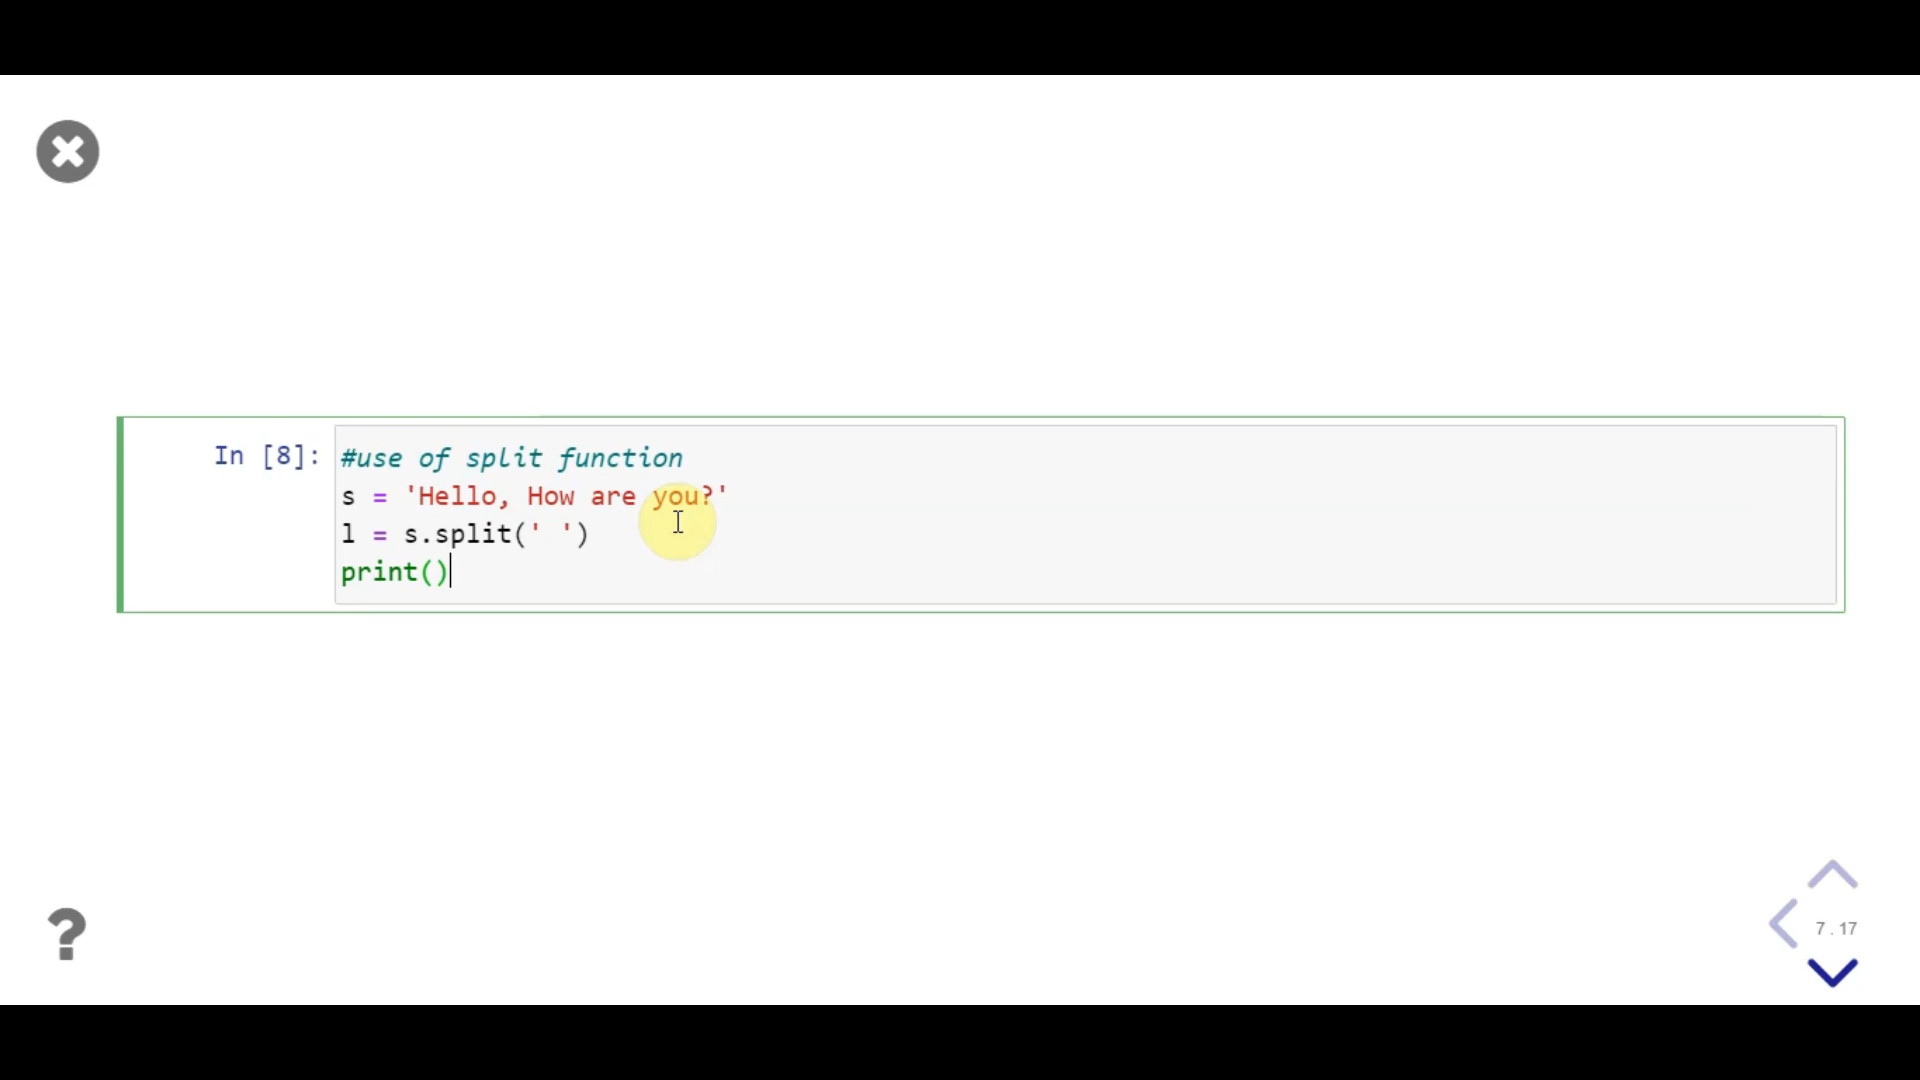 In [8]:
#use of split function
s = 'Hello, How are you?'
l = s.split(' ')
print()
?
7.17